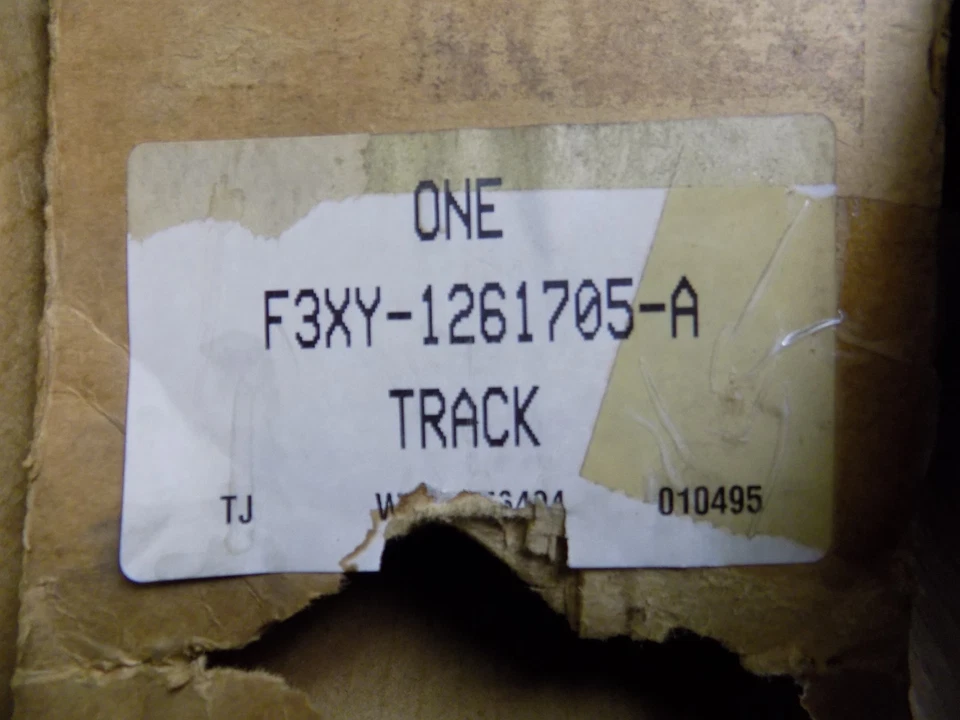 ONE
F3XY-1261705-A
TRACK
TJ 010495